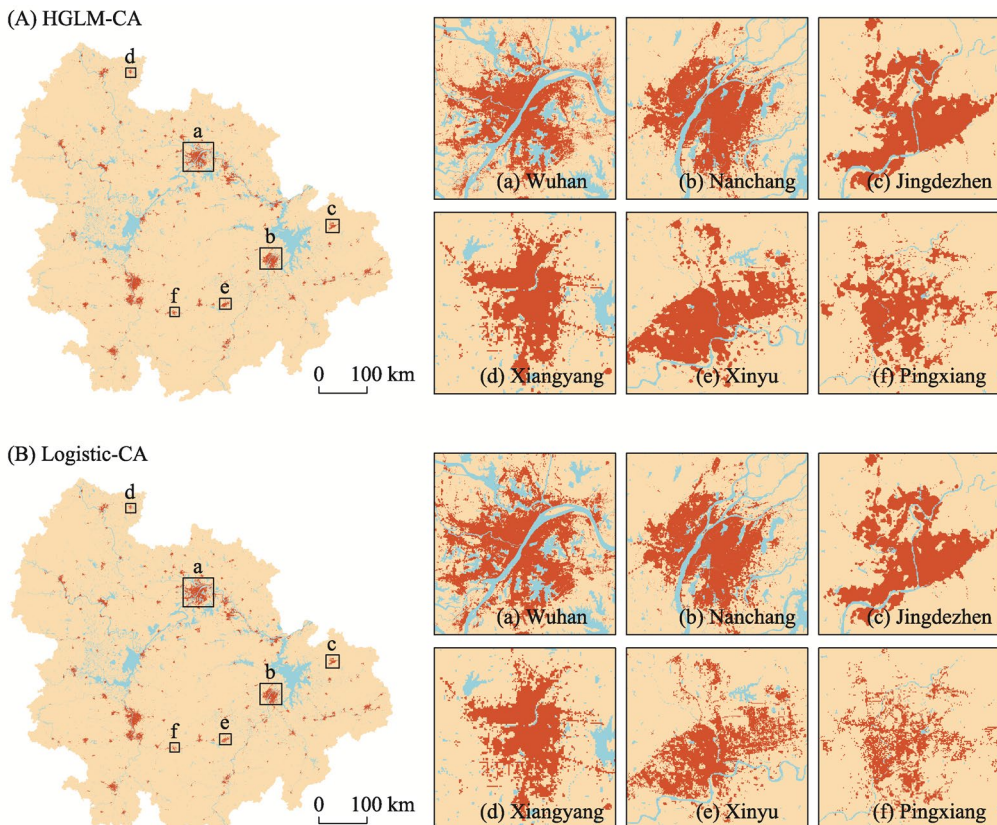 (A) HGLM-CA
d
a
c
b
f
e
0 100 km
(a) Wuhan
(b) Nanchang
(c) Jingdezhen
(d) Xiangyang
(e) Xinyu
(f) Pingxiang
(B) Logistic-CA
d
a
c
b
f
e
0 100 km
(a) Wuhan
(b) Nanchang
(c) Jingdezhen
(d) Xiangyang
(e) Xinyu
(f) Pingxiang